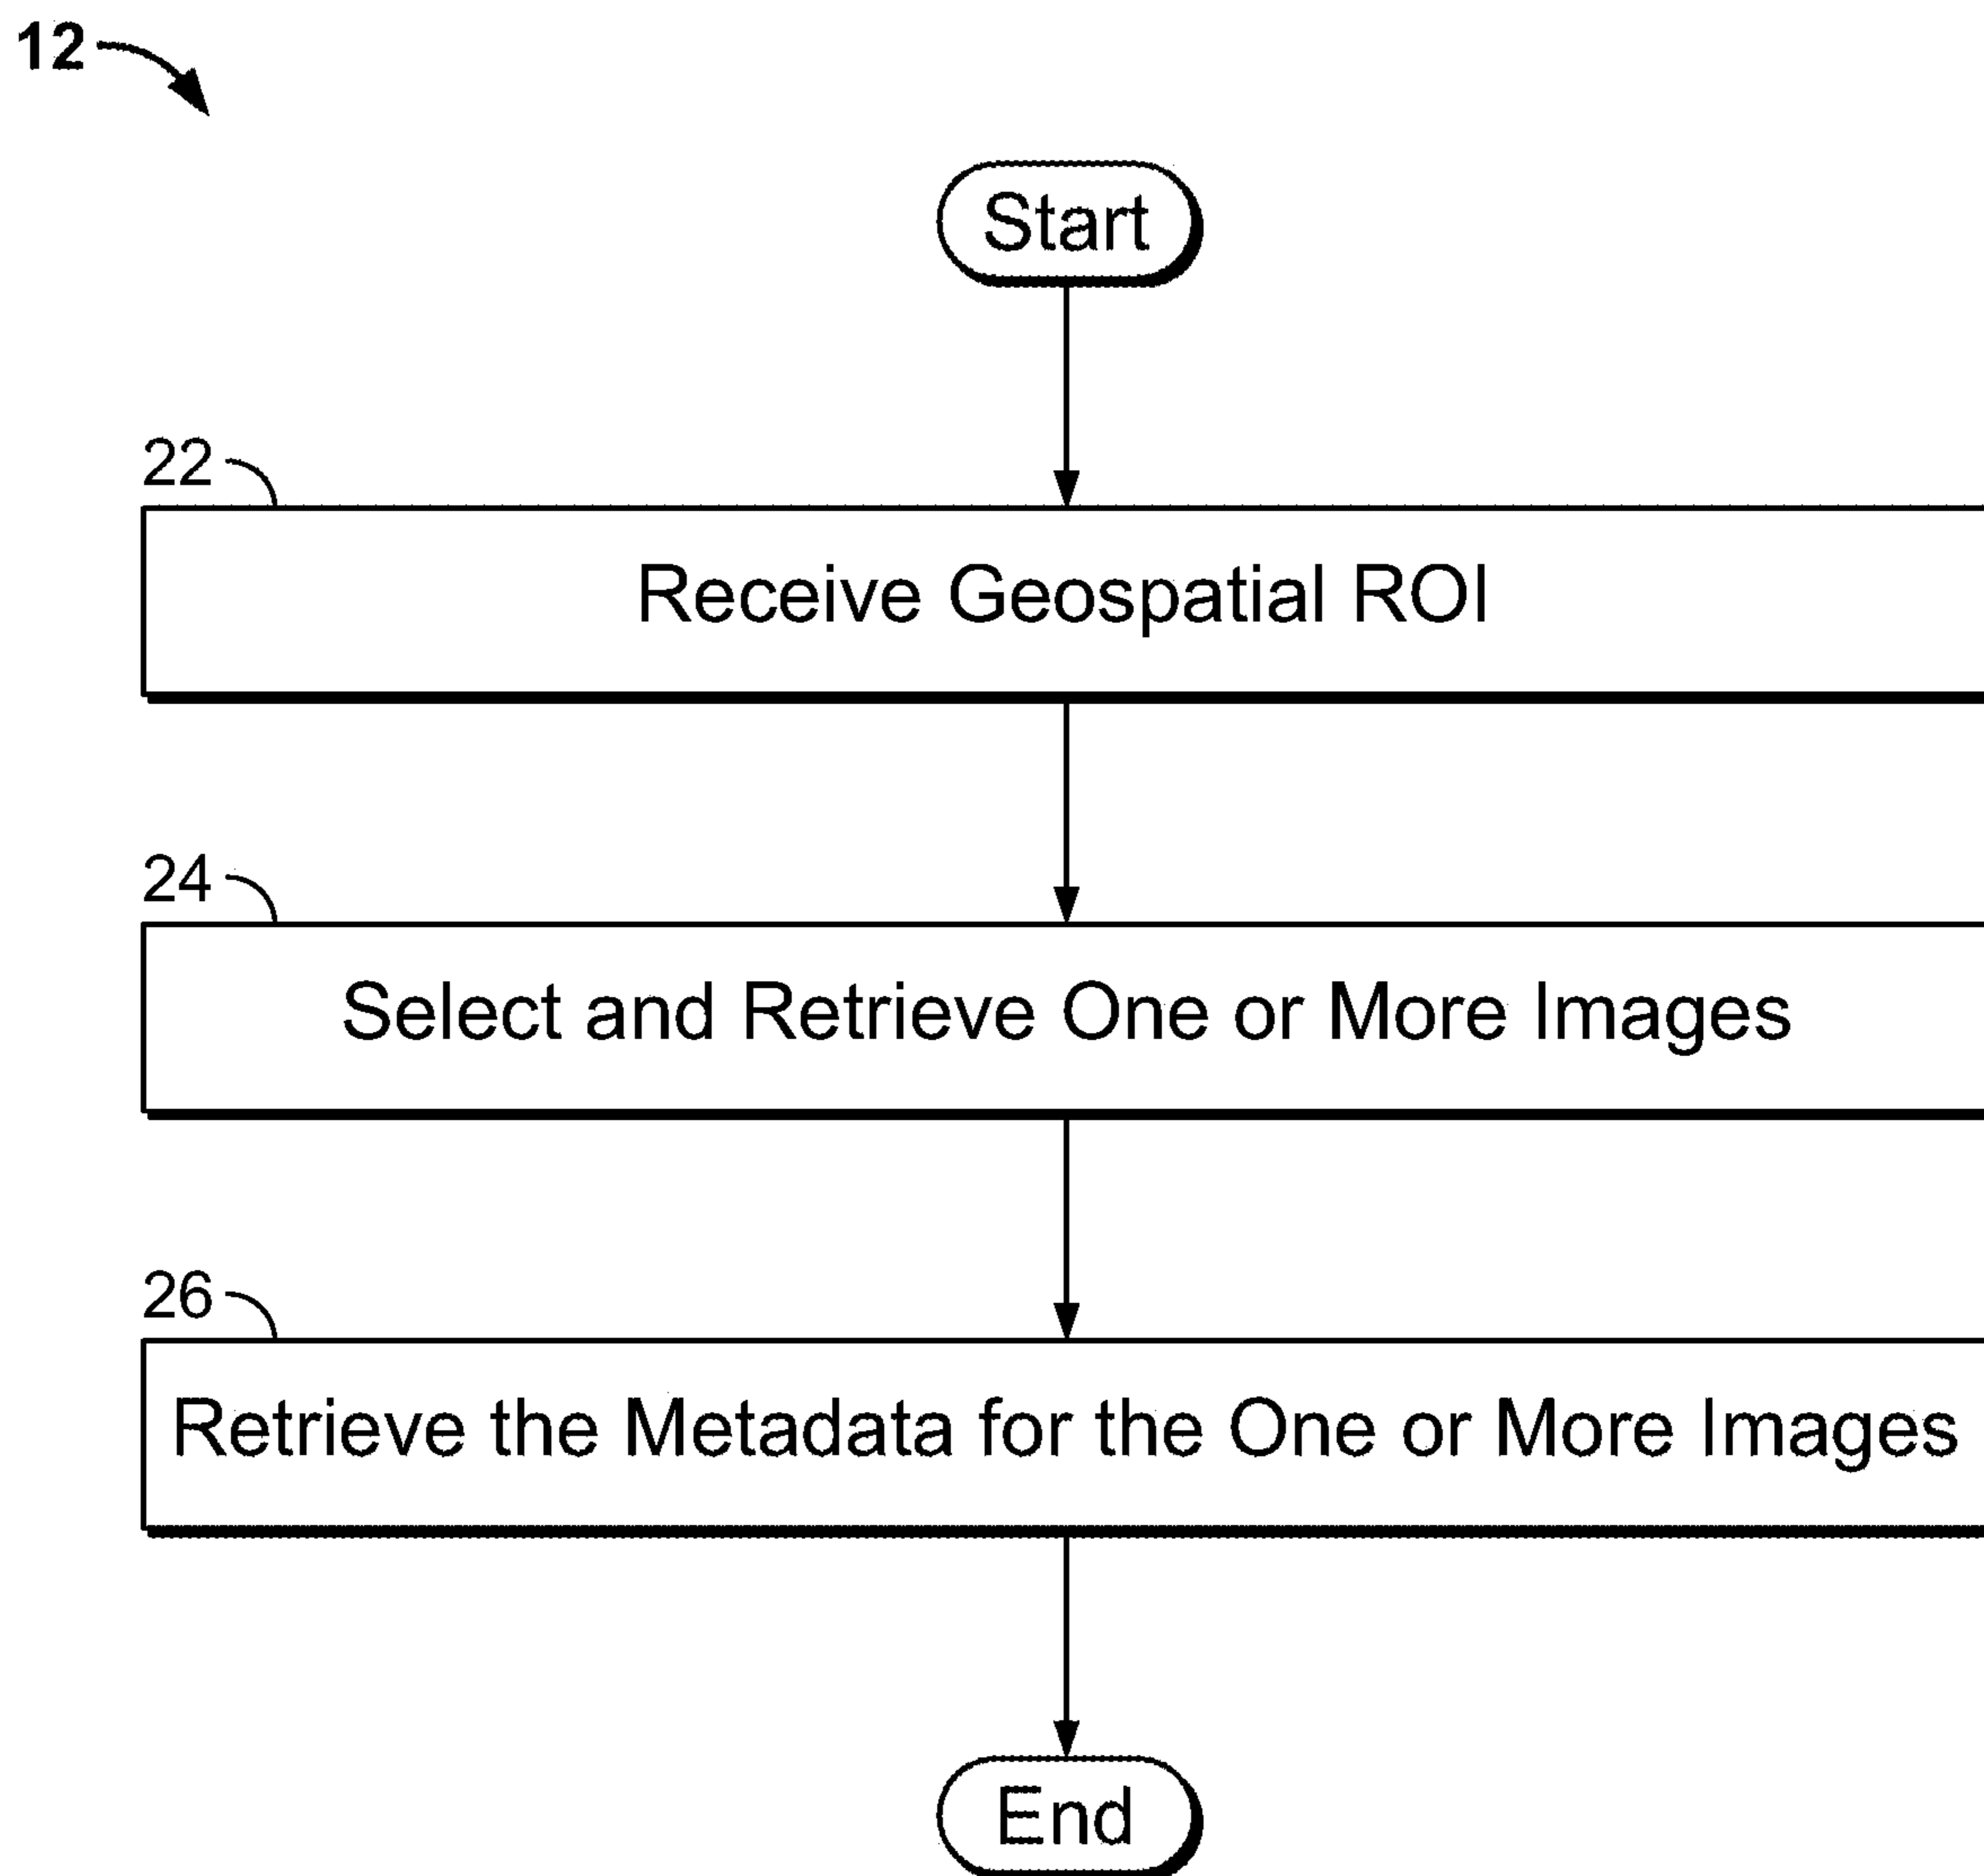 12
Start
22
Receive Geospatial ROI
24
Select and Retrieve One or More Images
26
Retrieve the Metadata for the One or More Images
End